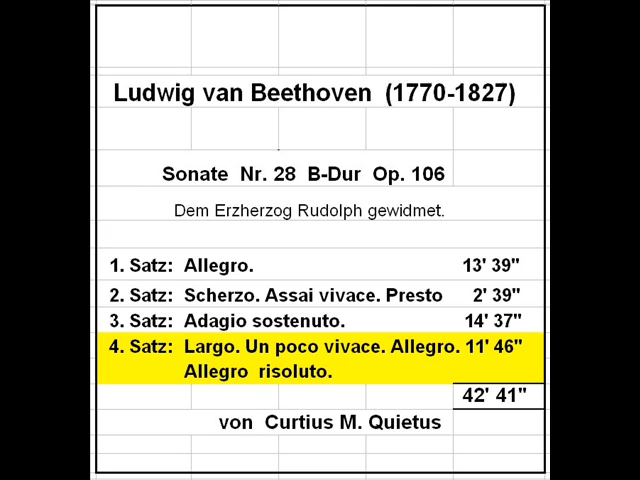 Ludwig van Beethoven (1770-1827)
Sonate Nr. 28 B-Dur Op. 106
Dem Erzherzog Rudolph gewidmet.
1. Satz: Allegro. 13' 39"
2. Satz: Scherzo. Assai vivace. Presto 2' 39"
3. Satz: Adagio sostenuto. 14' 37"
4. Satz: Largo. Un poco vivace. Allegro. 11' 46"
Allegro risoluto.
42' 41"
von Curtius M. Quietus